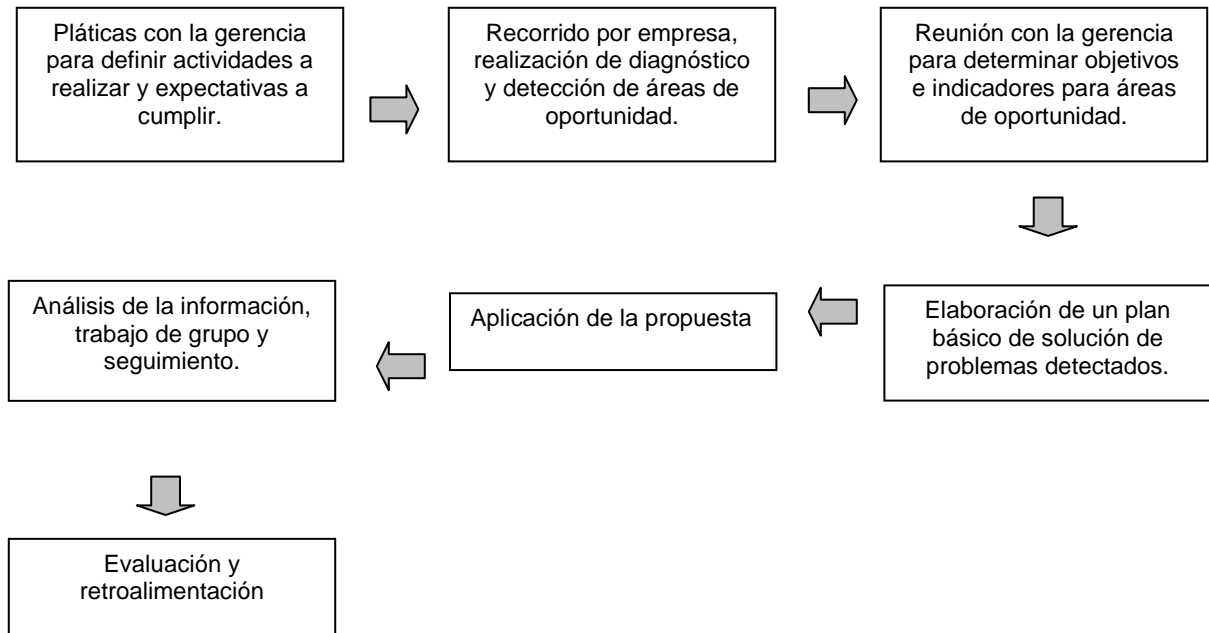 Pláticas con la gerencia
para definir actividades a
realizar y expectativas a
cumplir.
Recorrido por empresa,
realización de diagnóstico
y detección de áreas de
oportunidad.
Reunión con la gerencia
para determinar objetivos
e indicadores para áreas
de oportunidad.
Elaboración de un plan
básico de solución de
problemas detectados.
Aplicación de la propuesta
Análisis de la información,
trabajo de grupo y
seguimiento.
Evaluación y
retroalimentación